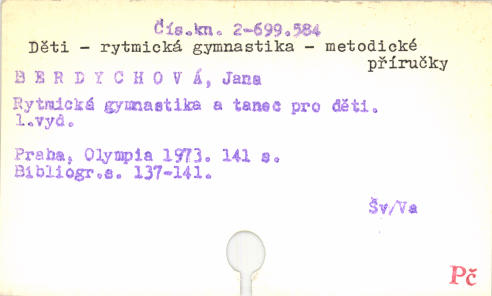 Čís.kn. 2-699.584
Děti - rytmická gymnastika - metodické
příručky
B E R D Y CH O V Á, Jana
Rytmická gymnastika a tanec pro děti.
1.vyd.
Praha, Olympia 1973. 141 s.
Bibliogr.s. 137-141.
Šv/Va
Pč